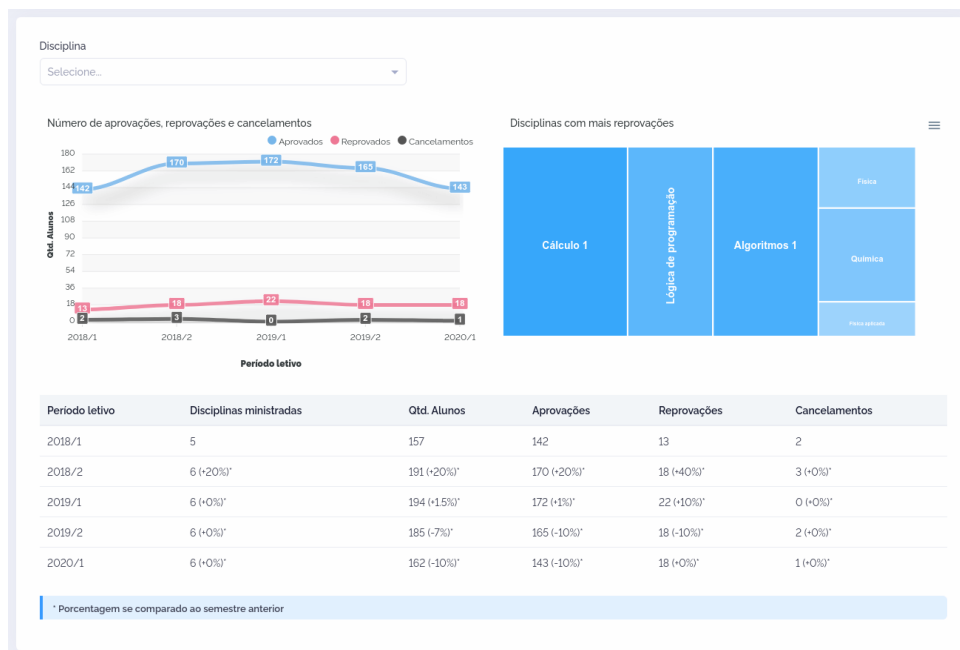 Disciplina
Selecione...
Número de aprovações, reprovações e cancelamentos
Aprovados Reprovados Cancelamentos
Qtd. Alunos
180
162
144
126
108
90
72
54
36
18
0
142 170 172 165 143
13 18 22 18 18
2 3 0 2 1
2018/1 2018/2 2019/1 2019/2 2020/1
Período letivo
Disciplinas com mais reprovações
Cálculo 1
Lógica de programação
Algoritmos 1
Física
Química
Física aplicada
Período letivo Disciplinas ministradas Qtd. Alunos Aprovações Reprovações Cancelamentos
2018/1 5 157 142 13 2
2018/2 6 (+20%)* 191 (+20%)* 170 (+20%)* 18 (+40%)* 3 (+0%)*
2019/1 6 (+0%)* 194 (+1.5%)* 172 (+1%)* 22 (+10%)* 0 (+0%)*
2019/2 6 (+0%)* 185 (-7%)* 165 (-10%)* 18 (-10%)* 2 (+0%)*
2020/1 6 (+0%)* 162 (-10%)* 143 (-10%)* 18 (+0%)* 1 (+0%)*
* Porcentagem se comparado ao semestre anterior